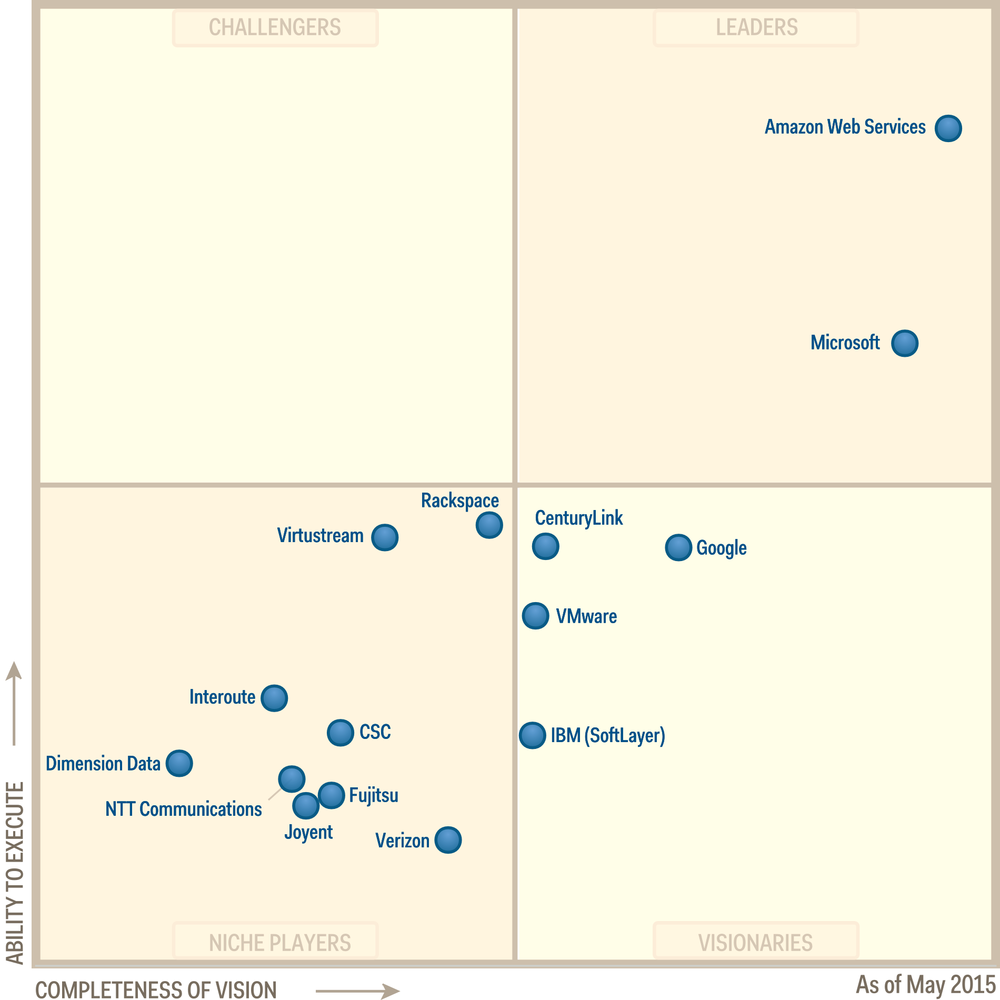 CHALLENGERS
LEADERS
Amazon Web Services
Microsoft
Rackspace
Virtustream
CenturyLink
Google
VMware
Interoute
CSC
IBM (SoftLayer)
Dimension Data
Fujitsu
NTT Communications
Joyent
Verizon
NICHE PLAYERS
VISIONARIES
ABILITY TO EXECUTE
COMPLETENESS OF VISION
As of May 2015